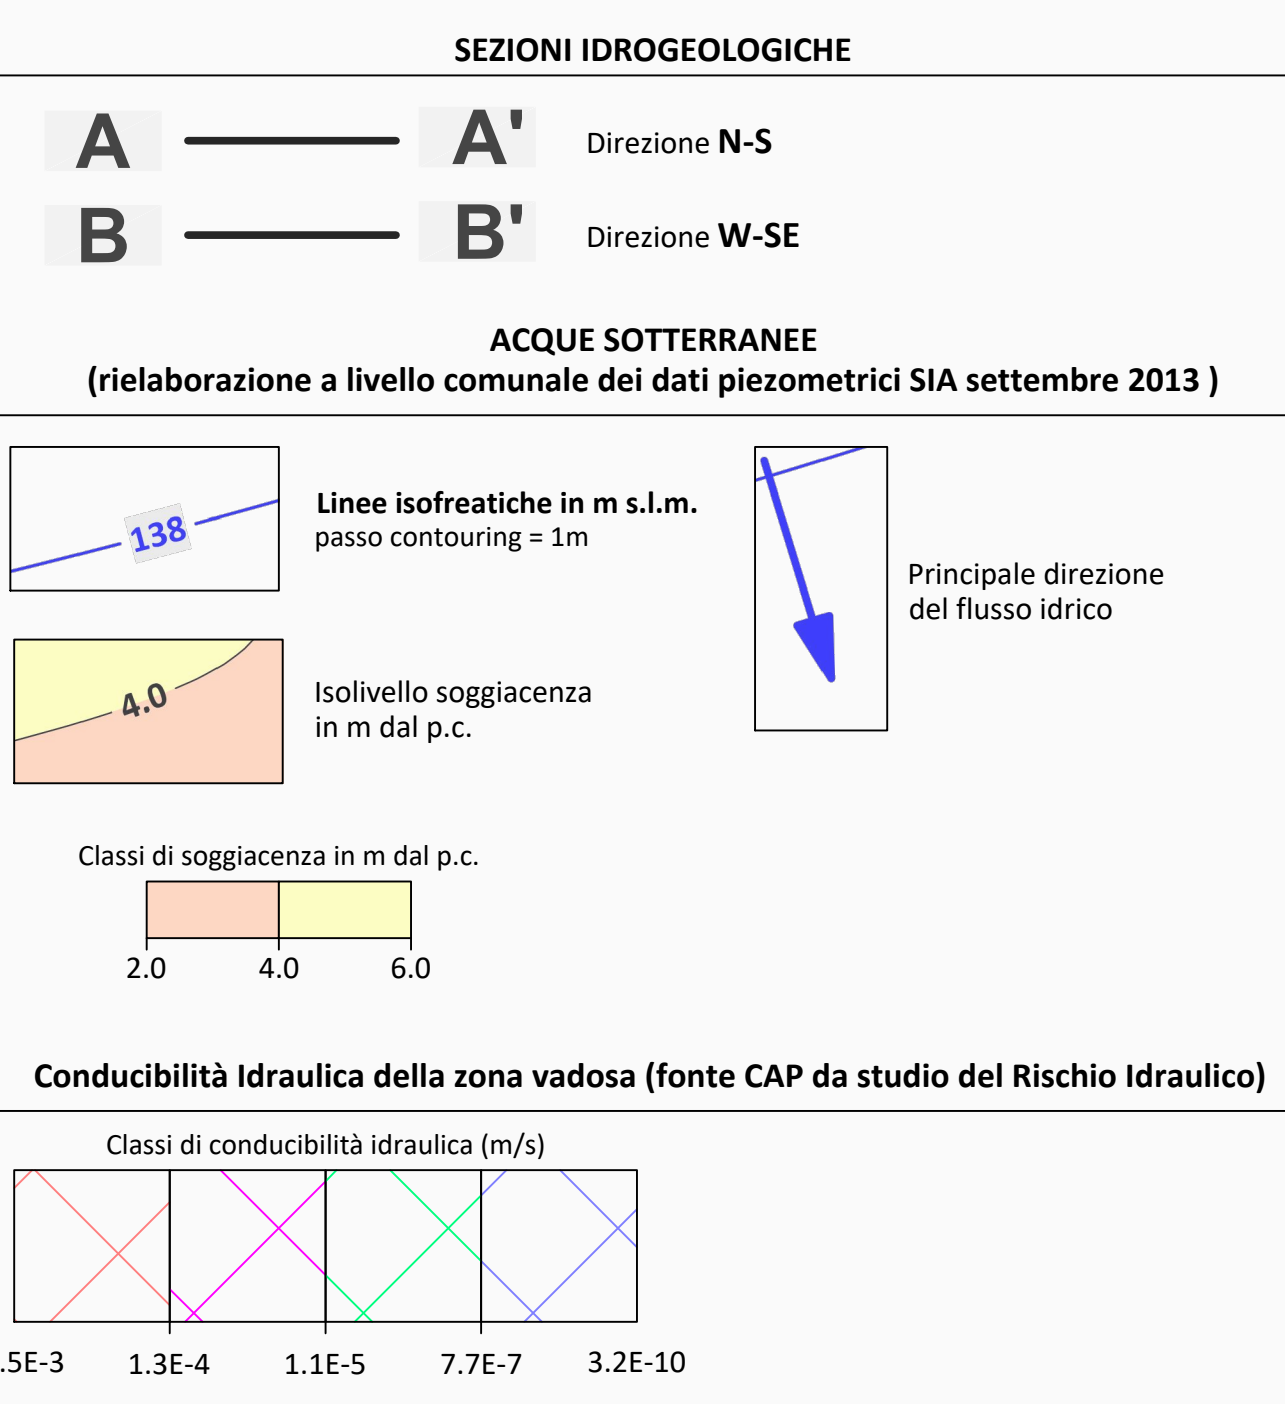 SEZIONI IDROGEOLOGICHE
A A' Direzione N-S
B B' Direzione W-SE
ACQUE SOTTERRANEE
(rielaborazione a livello comunale dei dati piezometrici SIA settembre 2013 )
138
Linee isofreatiche in m s.l.m.
passo contouring = 1m
Principale direzione
del flusso idrico
4.0
Isolivello soggiacenza
in m dal p.c.
Classi di soggiacenza in m dal p.c.
2.0 4.0 6.0
Conducibilità Idraulica della zona vadosa (fonte CAP da studio del Rischio Idraulico)
Classi di conducibilità idraulica (m/s)
.5E-3 1.3E-4 1.1E-5 7.7E-7 3.2E-10